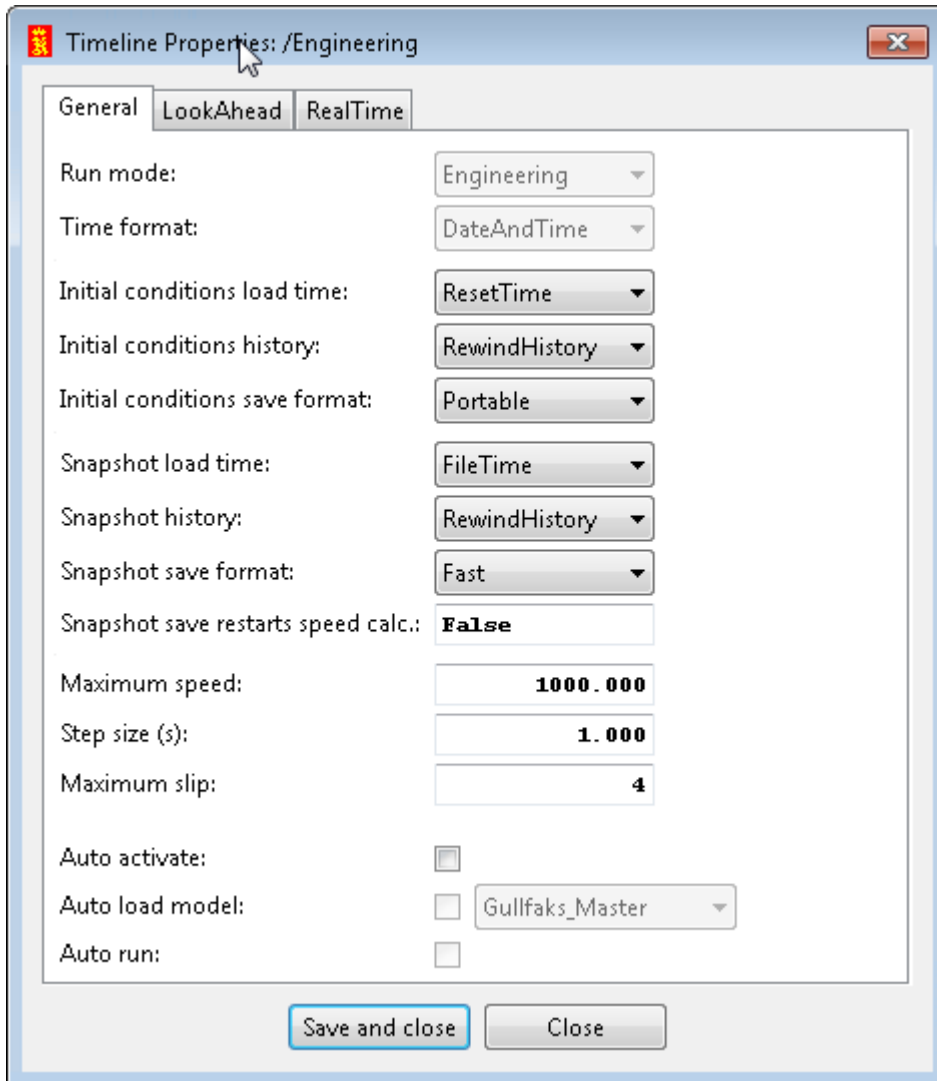 Timeline Properties: /Engineering
General LookAhead RealTime
Run mode: Engineering
Time format: DateAndTime
Initial conditions load time: ResetTime
Initial conditions history: RewindHistory
Initial conditions save format: Portable
Snapshot load time: FileTime
Snapshot history: RewindHistory
Snapshot save format: Fast
Snapshot save restarts speed calc.: False
Maximum speed: 1000.000
Step size (s): 1.000
Maximum slip: 4
Auto activate:
Auto load model: Gullfaks_Master
Auto run:
Save and close Close